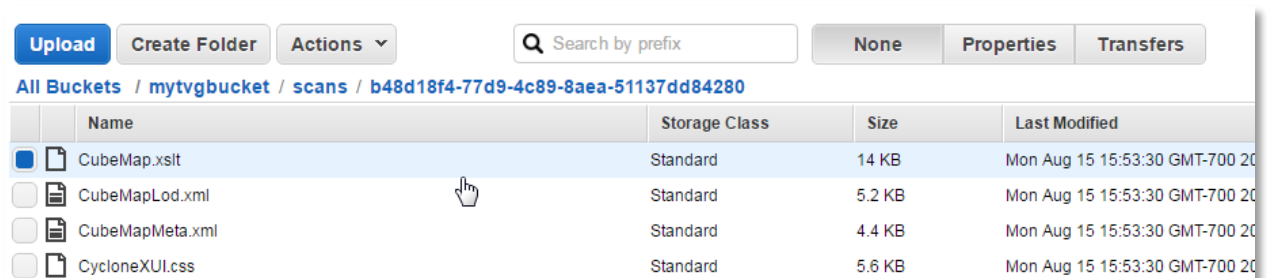 Upload Create Folder Actions Search by prefix None Properties Transfers
All Buckets / mytvgbucket / scans / b48d18f4-77d9-4c89-8aea-51137dd84280
Name Storage Class Size Last Modified
CubeMap.xslt Standard 14 KB Mon Aug 15 15:53:30 GMT-700 20
CubeMapLod.xml Standard 5.2 KB Mon Aug 15 15:53:30 GMT-700 20
CubeMapMeta.xml Standard 4.4 KB Mon Aug 15 15:53:30 GMT-700 20
CycloneXUI.css Standard 5.6 KB Mon Aug 15 15:53:30 GMT-700 20